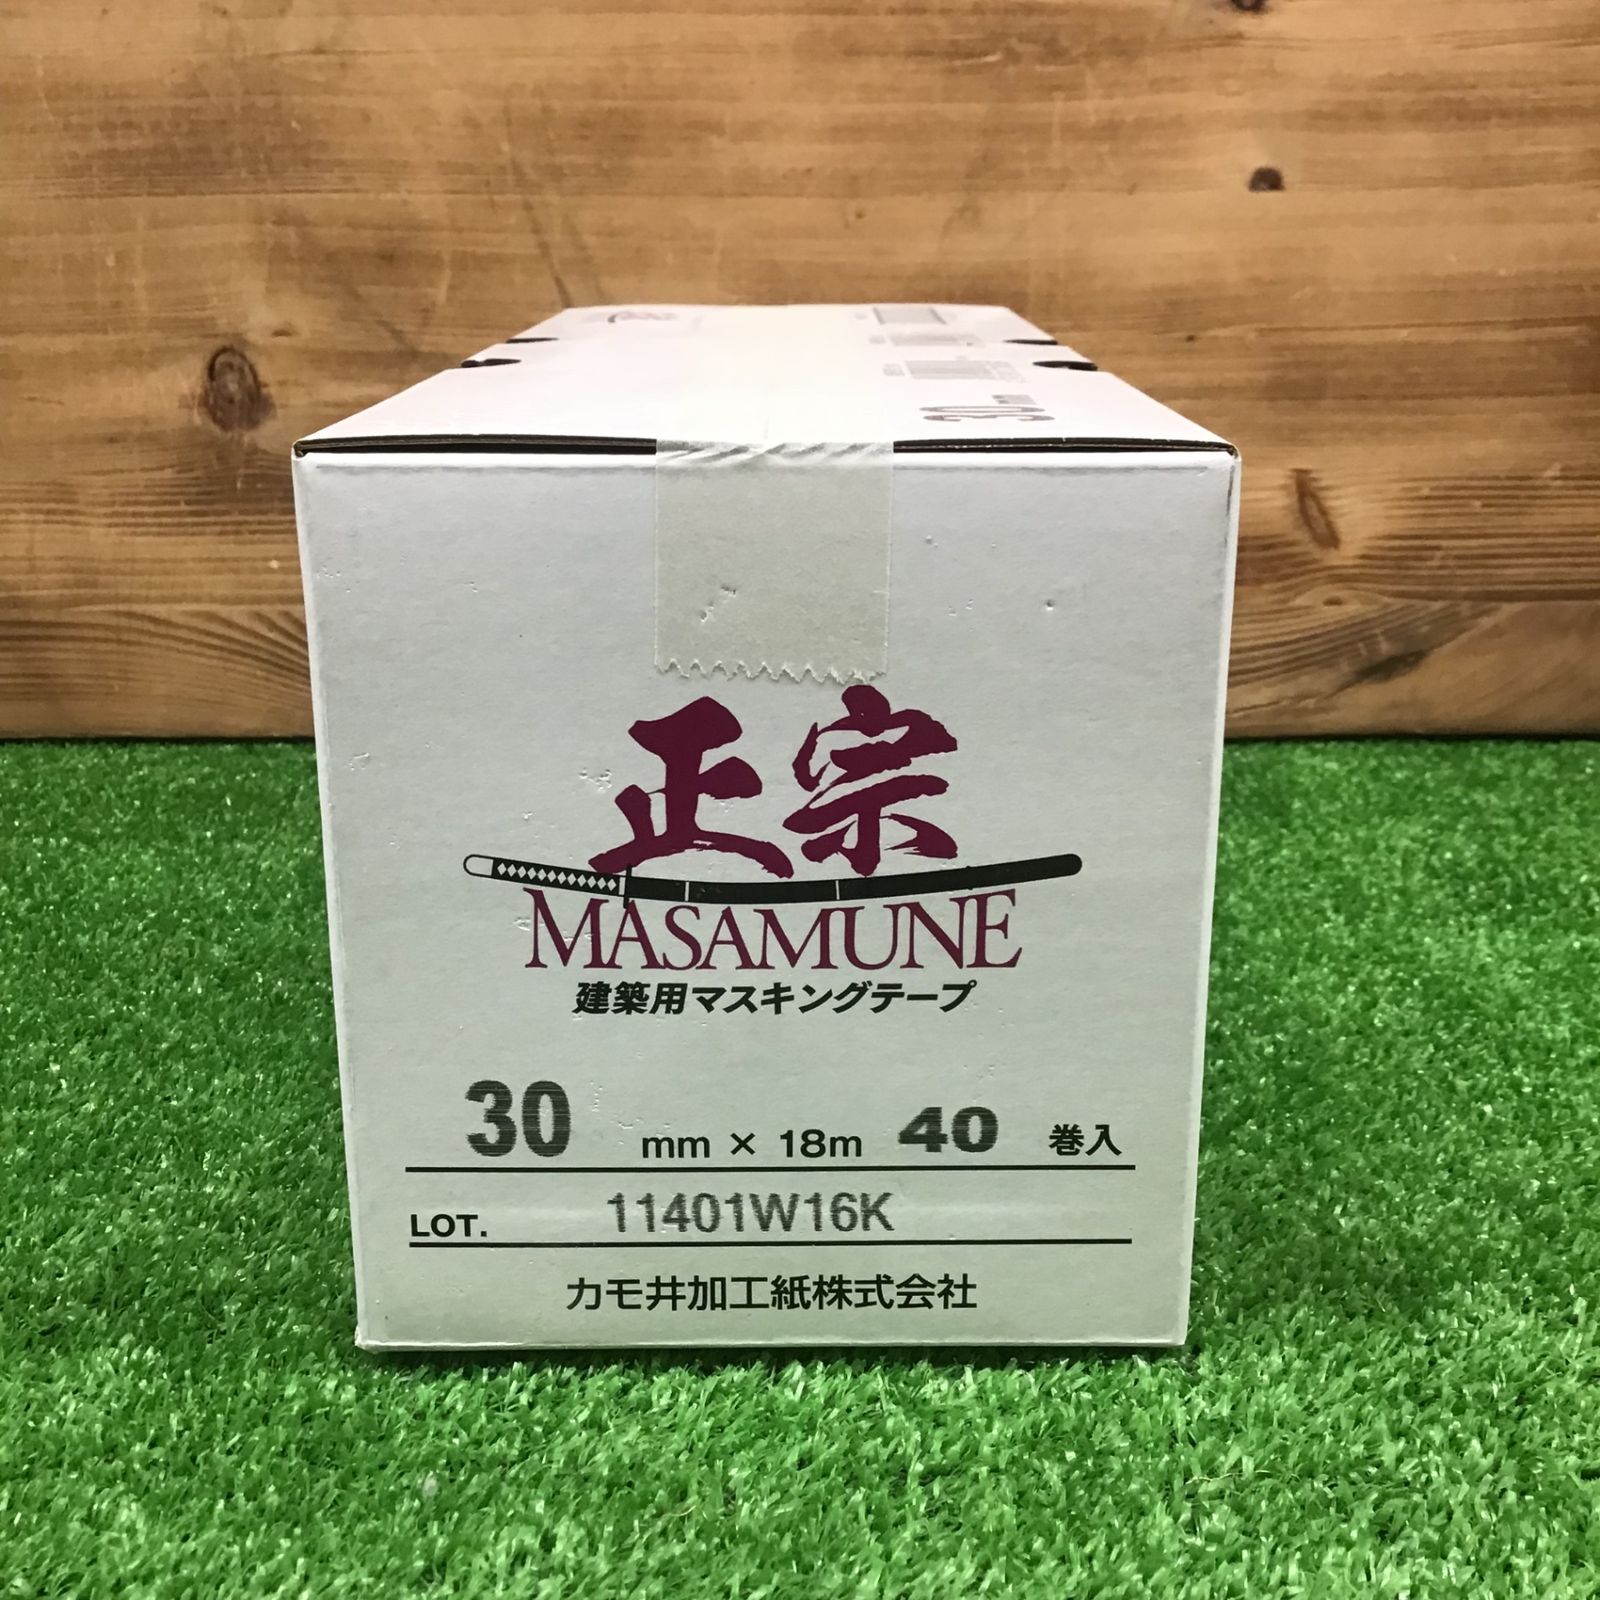 30mm
正宗
MASAMUNE
建築用マスキングテープ
30 mm × 18m 40 巻入
LOT. 11401W16K
カモ井加工紙株式会社